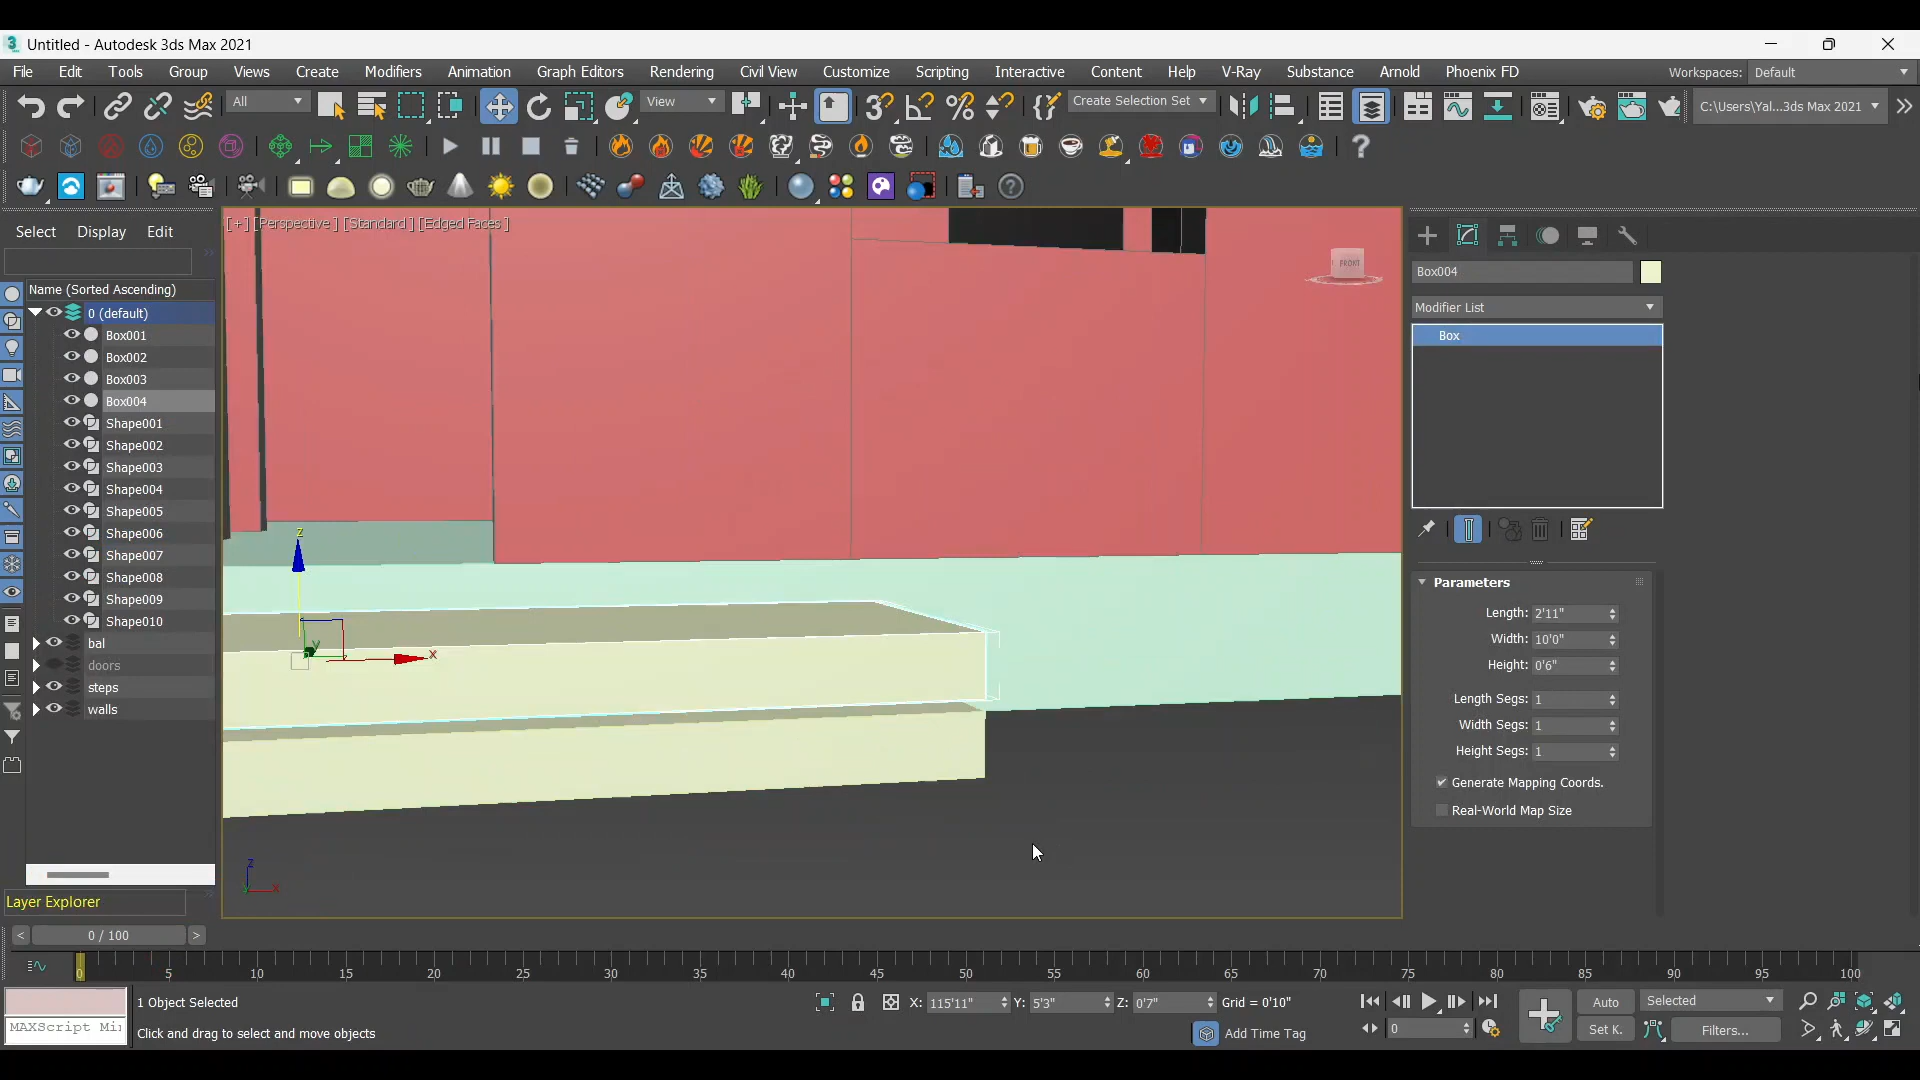 Untitled - Autodesk 3ds Max 2021
File Edit Tools Group Views Create Modifiers Animation Graph Editors Rendering Civil View Customize Scripting Interactive Content Help V-Ray Substance Arnold Phoenix FD Workspaces: Default
All View Create Selection Set C:\Users\Yal...3ds Max 2021
Select Display Edit
[+] [Perspective ] [Standard ] [Edged Faces ]
FRONT
Name (Sorted Ascending)
0 (default)
Box001
Box002
Box003
Box004
Shape001
Shape002
Shape003
Shape004
Shape005
Shape006
Shape007
Shape008
Shape009
Shape010
bal
doors
steps
walls
Layer Explorer
z
y
x
z
x
Box004
Modifier List
Box
Parameters
Length: 2'11"
Width: 10'0"
Height: 0'6"
Length Segs: 1
Width Segs: 1
Height Segs: 1
Generate Mapping Coords.
Real-World Map Size
< 0 / 100 >
0 5 10 15 20 25 30 35 40 45 50 55 60 65 70 75 80 85 90 95 100
1 Object Selected
X: 115'11" Y: 5'3" Z: 0'7" Grid = 0'10"
Auto Selected
MAXScript Mi
Click and drag to select and move objects
Add Time Tag
0
Set K. Filters...